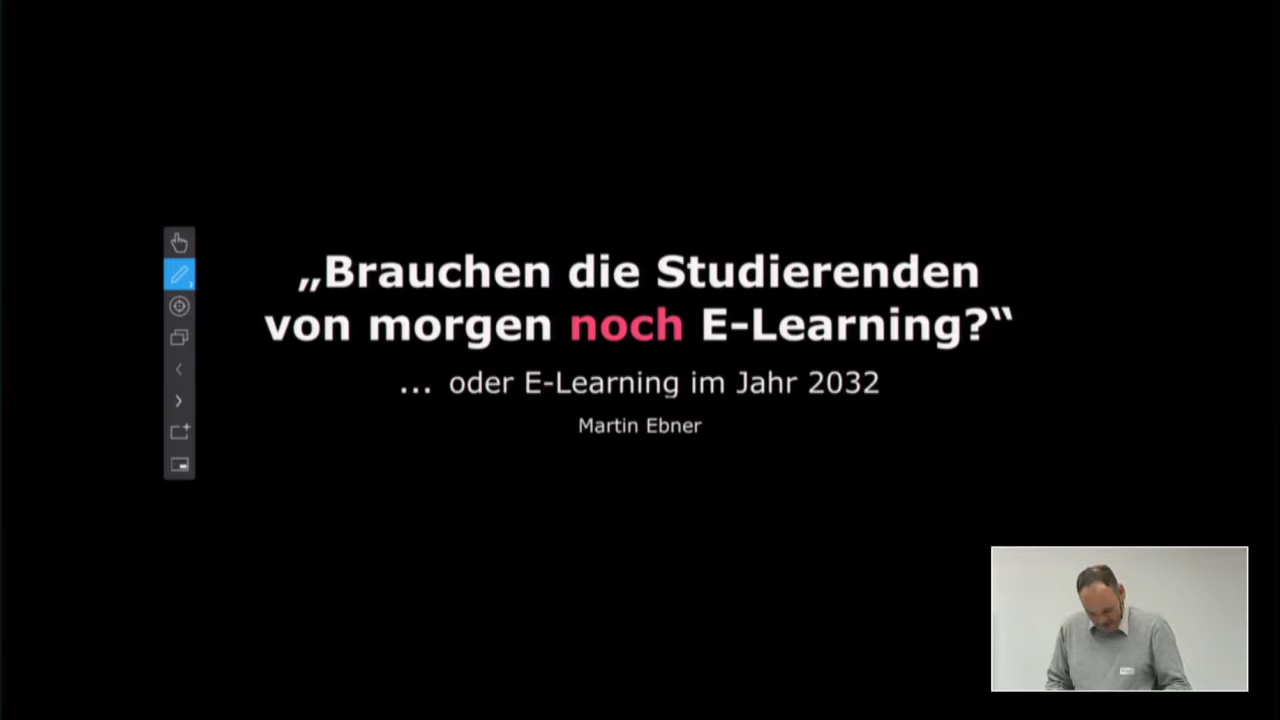 „Brauchen die Studierenden
von morgen noch E-Learning?“
... oder E-Learning im Jahr 2032
Martin Ebner